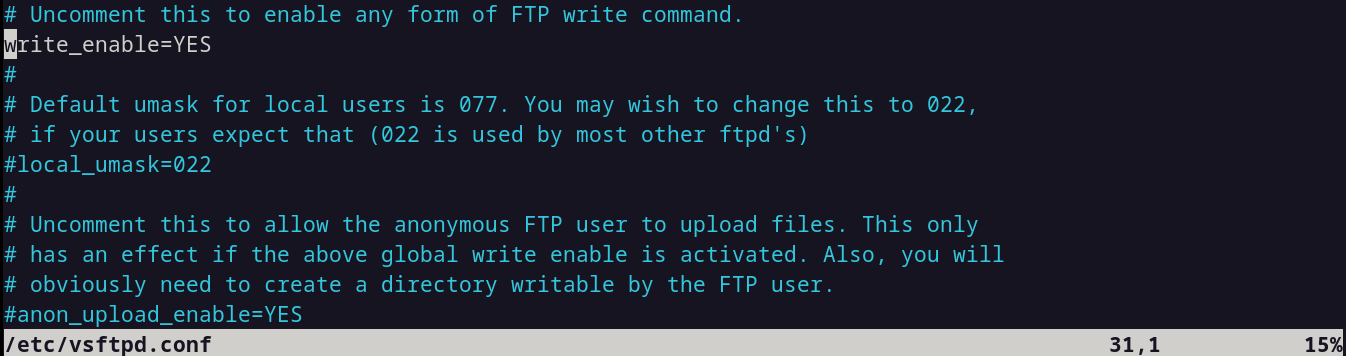 # Uncomment this to enable any form of FTP write command.
write_enable=YES
#
# Default umask for local users is 077. You may wish to change this to 022,
# if your users expect that (022 is used by most other ftpd's)
#local_umask=022
#
# Uncomment this to allow the anonymous FTP user to upload files. This only
# has an effect if the above global write enable is activated. Also, you will
# obviously need to create a directory writable by the FTP user.
#anon_upload_enable=YES
/etc/vsftpd.conf 31,1 15%